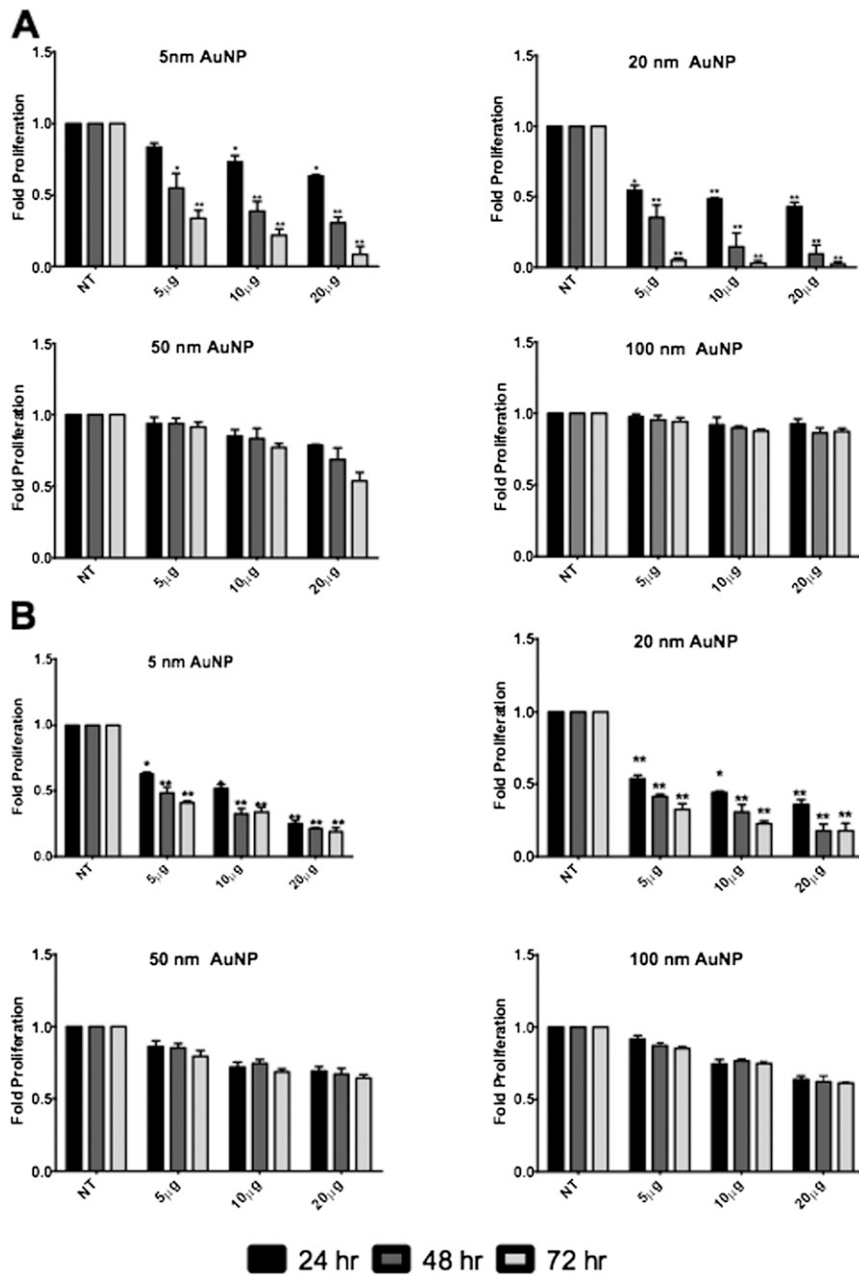 A
5nm AuNP
Fold Proliferation
1.5
1.0
0.5
0.0
* ** * ** ** * ** **
NT 5µg 10µg 20µg
20 nm AuNP
Fold Proliferation
1.5
1.0
0.5
0.0
* ** ** ** ** ** ** ** **
NT 5µg 10µg 20µg
50 nm AuNP
Fold Proliferation
1.5
1.0
0.5
0.0
NT 5µg 10µg 20µg
100 nm AuNP
Fold Proliferation
1.5
1.0
0.5
0.0
NT 5µg 10µg 20µg
B
5 nm AuNP
Fold Proliferation
1.5
1.0
0.5
0.0
* ** ** * ** ** ** ** **
NT 5µg 10µg 20µg
20 nm AuNP
Fold Proliferation
1.5
1.0
0.5
0.0
** ** ** * ** ** ** ** **
NT 5µg 10µg 20µg
50 nm AuNP
Fold Proliferation
1.5
1.0
0.5
0.0
NT 5µg 10µg 20µg
100 nm AuNP
Fold Proliferation
1.5
1.0
0.5
0.0
NT 5µg 10µg 20µg
24 hr 48 hr 72 hr